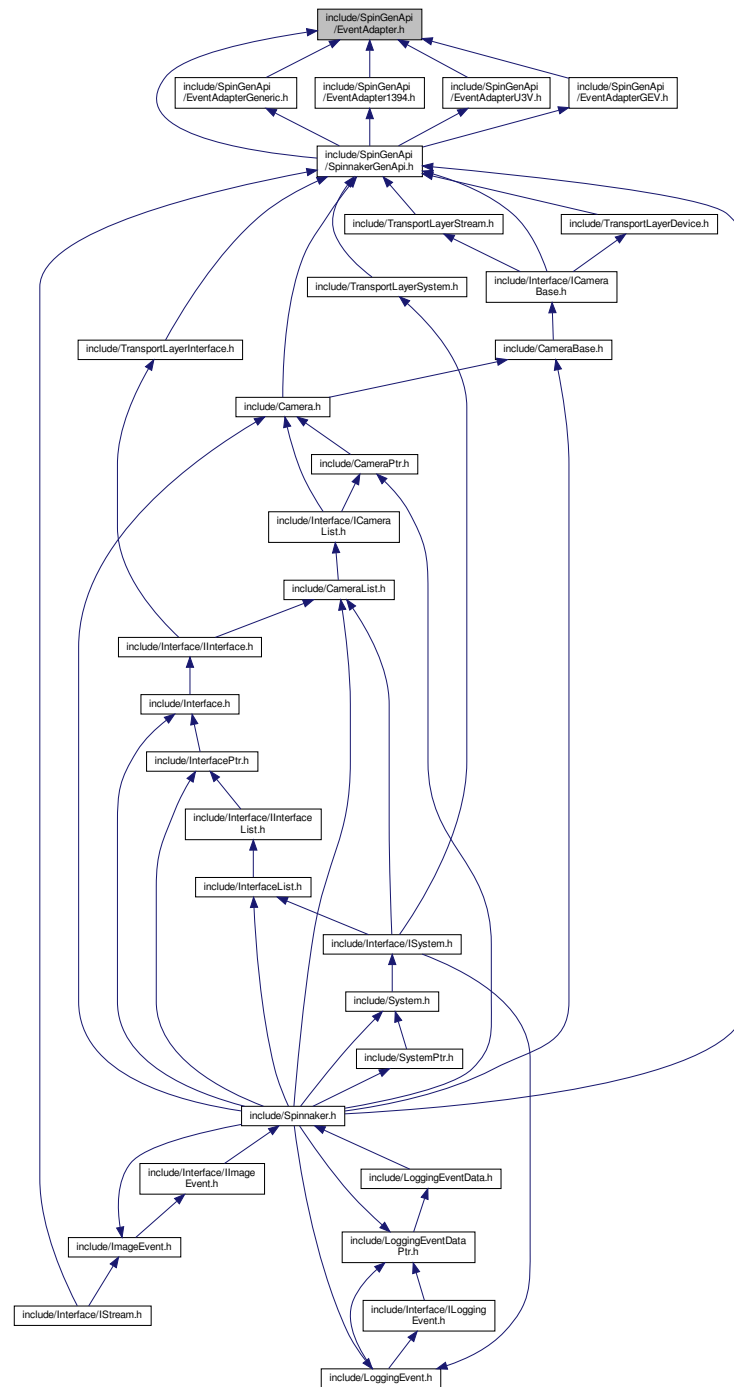 include/SpinGenApi
/EventAdapter.h
include/SpinGenApi
/EventAdapterGeneric.h
include/SpinGenApi
/EventAdapter1394.h
include/SpinGenApi
/EventAdapterU3V.h
include/SpinGenApi
/EventAdapterGEV.h
include/SpinGenApi
/SpinnakerGenApi.h
include/TransportLayerStream.h
include/TransportLayerDevice.h
include/TransportLayerSystem.h
include/Interface/ICamera
Base.h
include/TransportLayerInterface.h
include/CameraBase.h
include/Camera.h
include/CameraPtr.h
include/Interface/ICamera
List.h
include/CameraList.h
include/Interface/IInterface.h
include/Interface.h
include/InterfacePtr.h
include/Interface/IInterface
List.h
include/InterfaceList.h
include/Interface/ISystem.h
include/System.h
include/SystemPtr.h
include/Spinnaker.h
include/Interface/IImage
Event.h
include/LoggingEventData.h
include/ImageEvent.h
include/LoggingEventData
Ptr.h
include/Interface/IStream.h
include/Interface/ILogging
Event.h
include/LoggingEvent.h